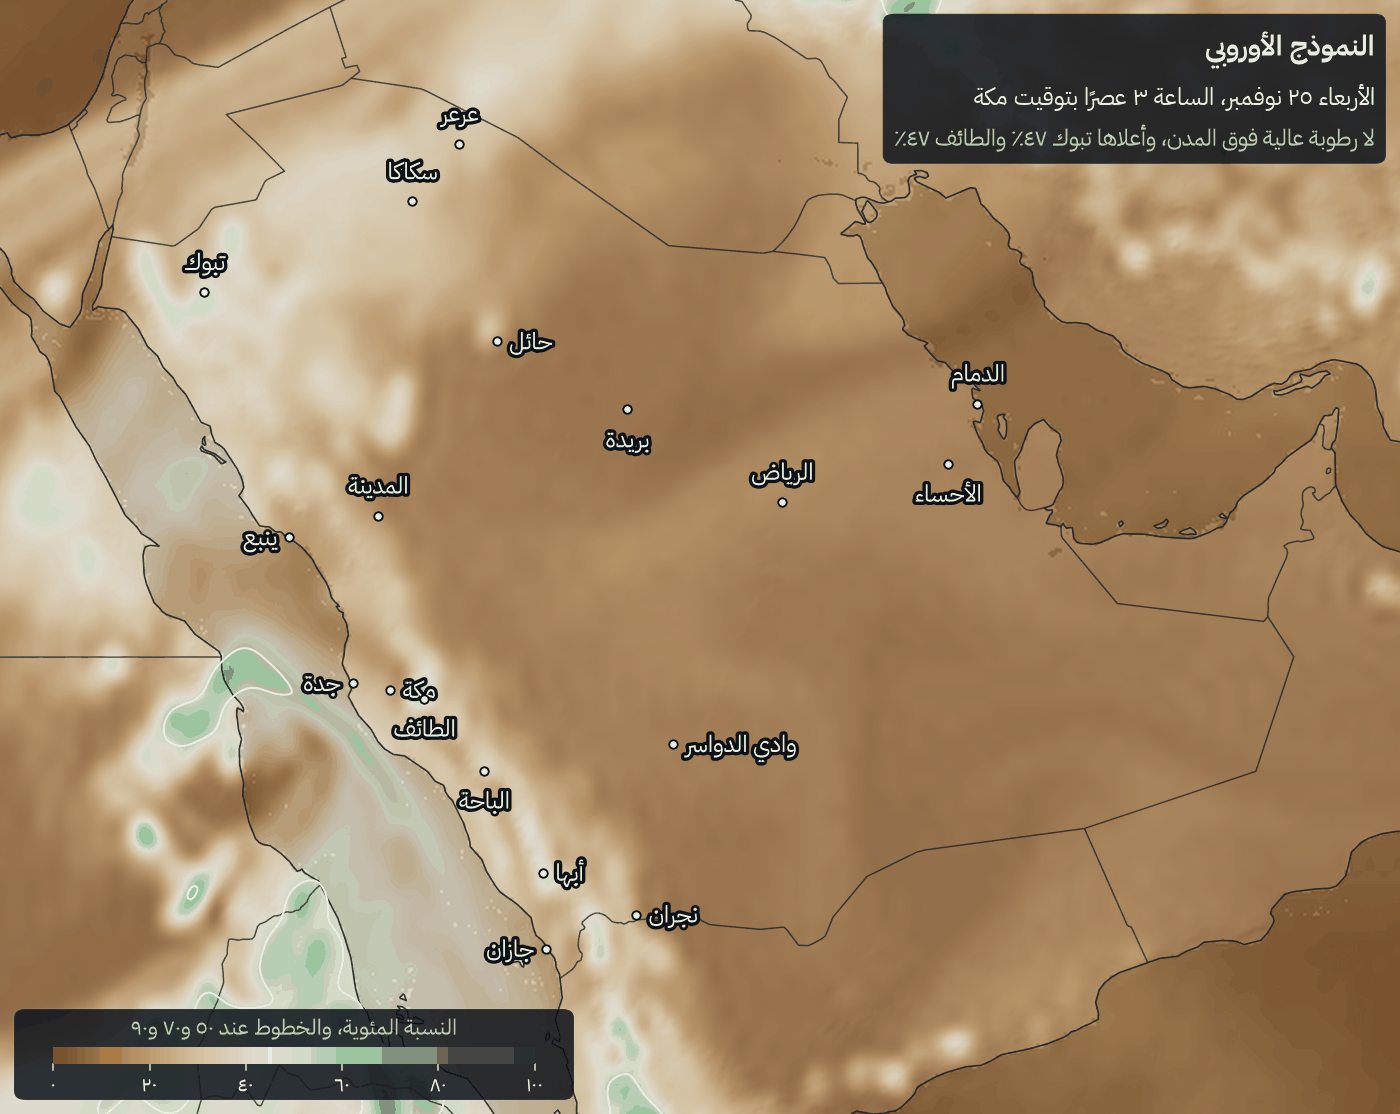 النموذج الأوروبي
الأربعاء ٢٥ نوفمبر، الساعة ٣ عصرًا بتوقيت مكة
لا رطوبة عالية فوق المدن، وأعلاها تبوك ٤٧٪ والطائف ٤٧٪
عرعر
سكاكا
تبوك
حائل
الدمام
بريدة
الرياض
المدينة
الأحساء
ينبع
جدة
مكة
الطائف
وادي الدواسر
الباحة
أبها
نجران
جازان
النسبة المئوية، والخطوط عند ٥٠ و٧٠ و٩٠
٠ ٢٠ ٤٠ ٦٠ ٨٠ ١٠٠